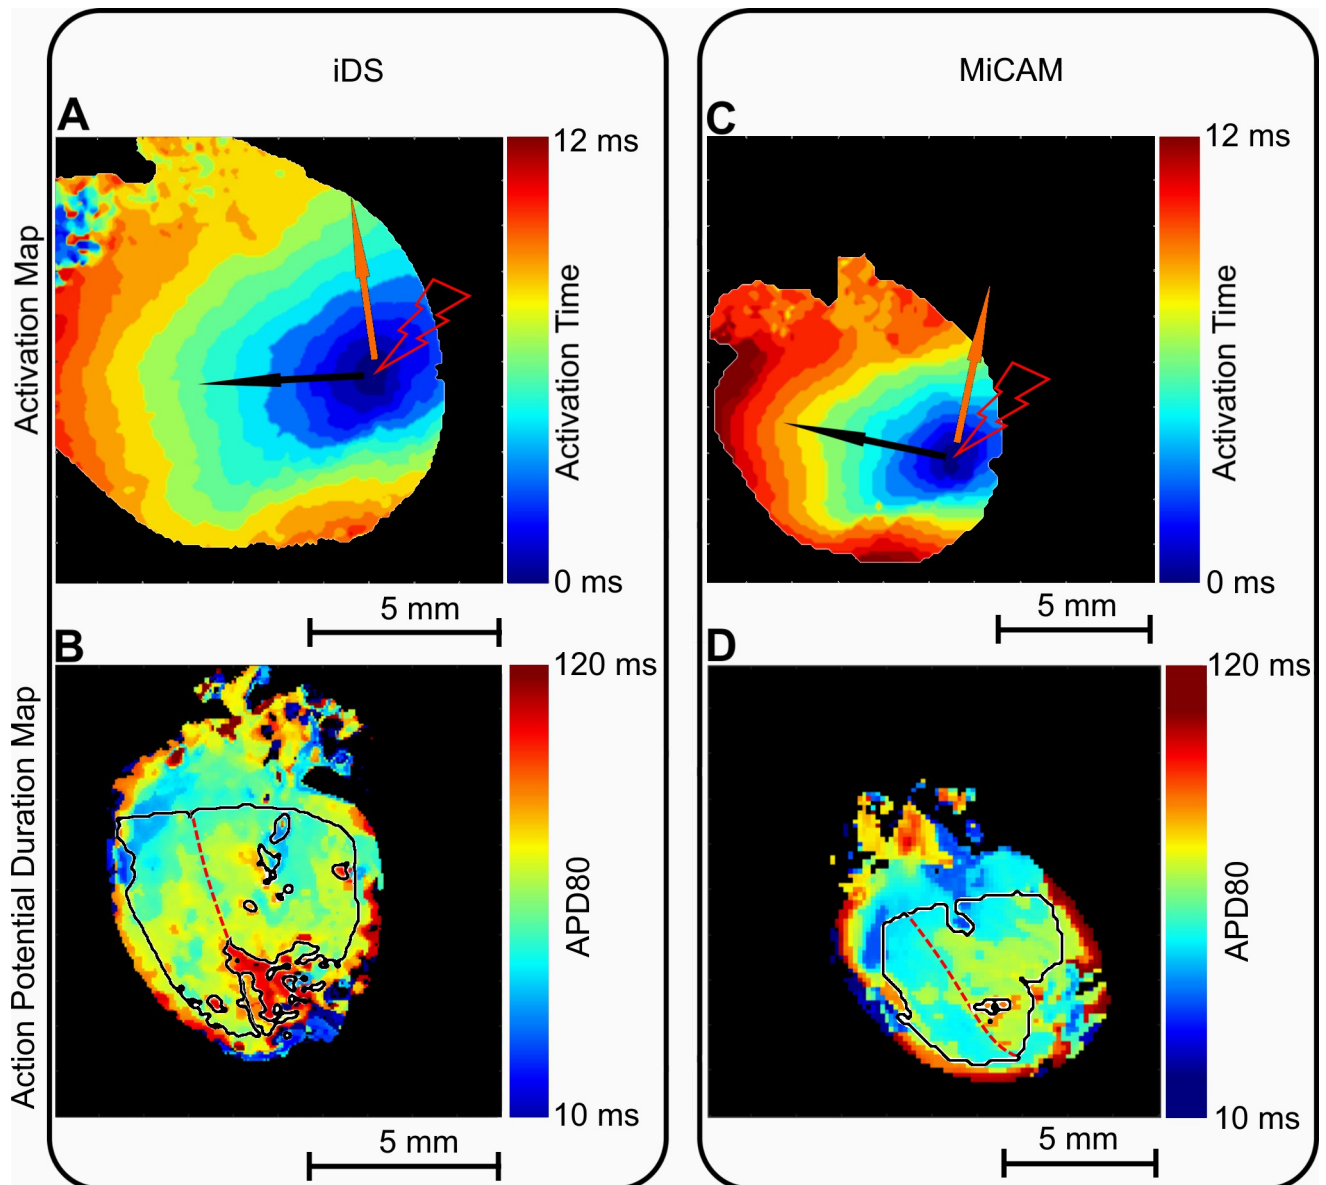 iDS
MiCAM
A
C
12 ms
12 ms
Activation Map
Activation Time
Activation Time
0 ms
0 ms
5 mm
5 mm
B
D
120 ms
120 ms
Action Potential Duration Map
APD80
APD80
10 ms
10 ms
5 mm
5 mm